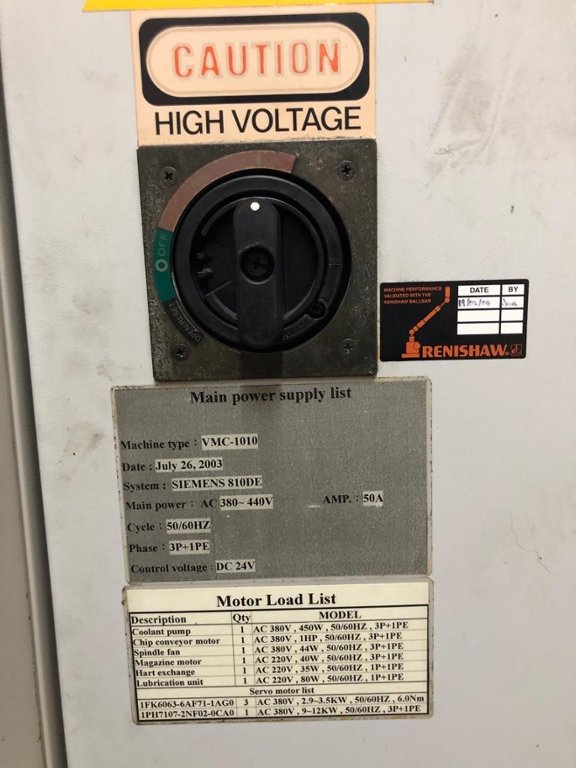 CAUTION
HIGH VOLTAGE
O OFF
OPEN/RESET
MACHINE PERFORMANCE
VALIDATED WITH THE
RENISHAW BALLBAR
DATE BY
RENISHAW.
Main power supply list
Machine type : VMC-1010
Date : July 26, 2003
System : SIEMENS 810DE
Main power : AC 380~ 440V AMP. : 50A
Cycle : 50/60HZ
Phase : 3P+1PE
Control voltage : DC 24V
Motor Load List
Description Qty MODEL
Coolant pump 1 AC 380V , 450W , 50/60HZ , 3P+1PE
Chip conveyor motor 1 AC 380V , 1HP , 50/60HZ , 3P+1PE
Spindle fan 1 AC 380V , 44W , 50/60HZ , 3P+1PE
Magazine motor 1 AC 220V , 40W , 50/60HZ , 3P+1PE
Hart exchange 1 AC 220V , 35W , 50/60HZ , 1P+1PE
Lubrication unit 1 AC 220V , 80W , 50/60HZ , 1P+1PE
Servo motor list
1FK6063-6AF71-1AG0 3 AC 380V , 2.9~3.5KW , 50/60HZ , 6.0Nm
1PH7107-2NF02-0CA0 1 AC 380V , 9~12KW , 50/60HZ , 3P+1PE